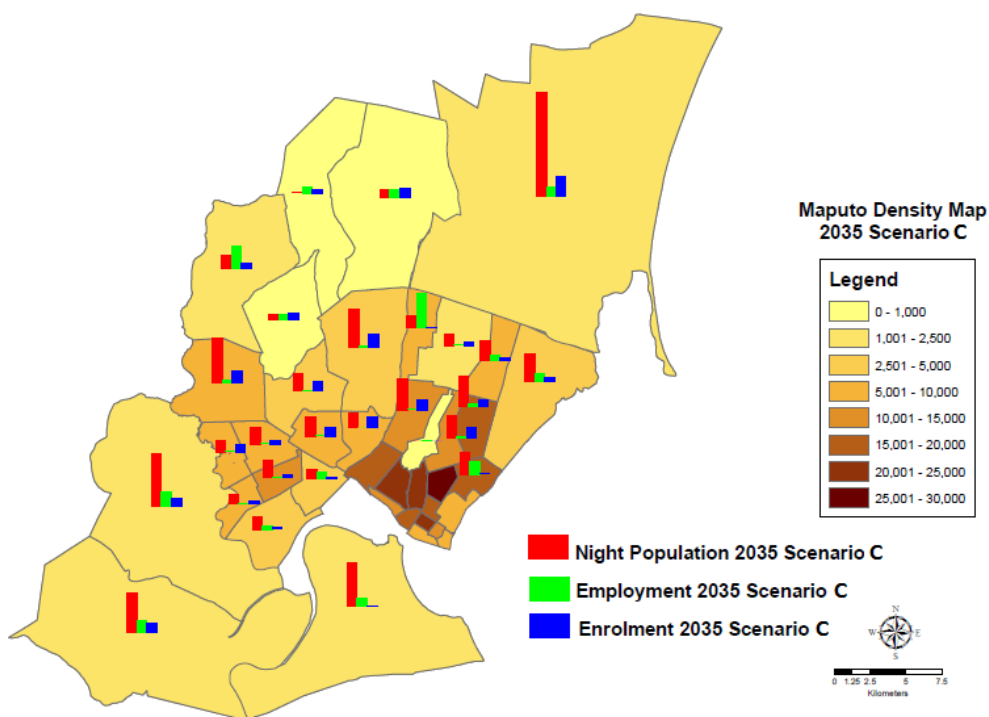 Maputo Density Map
2035 Scenario C
Legend
0 - 1,000
1,001 - 2,500
2,501 - 5,000
5,001 - 10,000
10,001 - 15,000
15,001 - 20,000
20,001 - 25,000
25,001 - 30,000
Night Population 2035 Scenario C
Employment 2035 Scenario C
Enrolment 2035 Scenario C
N
W E
S
0 1.25 2.5 5 7.5
Kilometers